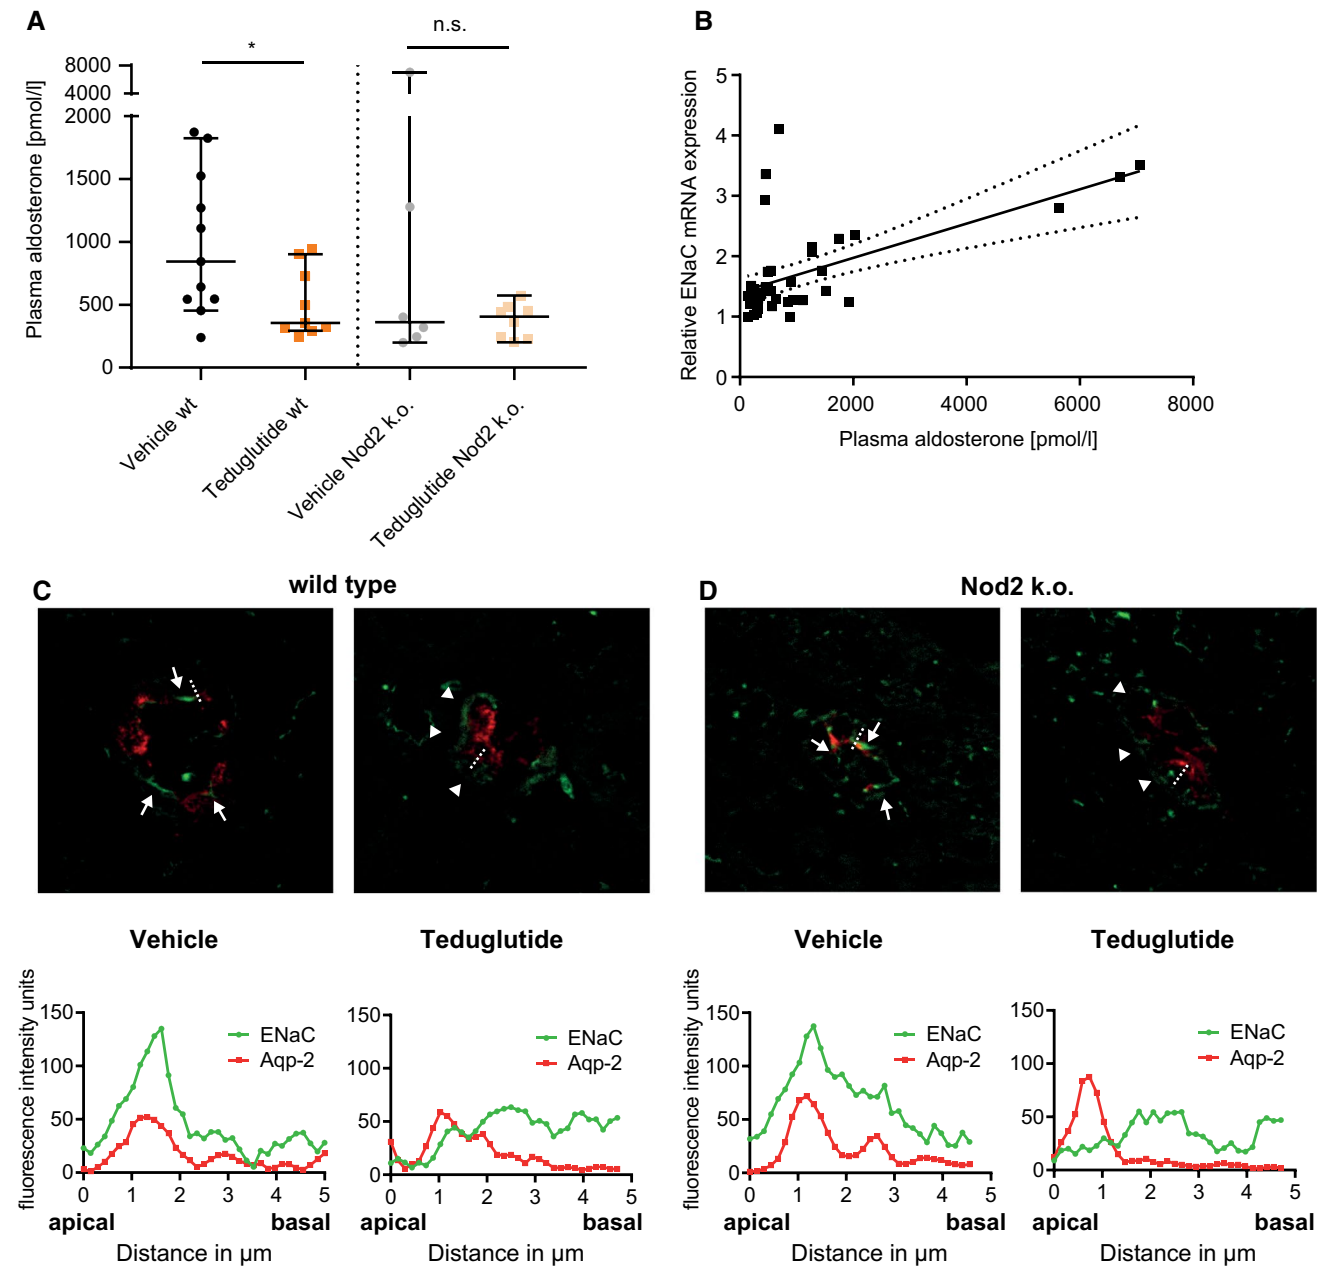 A
*
n.s.
Plasma aldosterone [pmol/l]
8000
4000
2000
1500
1000
500
0
Vehicle wt
Teduglutide wt
Vehicle Nod2 k.o.
Teduglutide Nod2 k.o.
B
Relative ENaC mRNA expression
5
4
3
2
1
0
0 2000 4000 6000 8000
Plasma aldosterone [pmol/l]
C
wild type
D
Nod2 k.o.
Vehicle
Teduglutide
Vehicle
Teduglutide
fluorescence intensity units
150
100
50
0
ENaC
Aqp-2
0 1 2 3 4 5
apical basal
Distance in µm
150
100
50
0
ENaC
Aqp-2
0 1 2 3 4 5
apical basal
Distance in µm
fluorescence intensity units
150
100
50
0
ENaC
Aqp-2
0 1 2 3 4 5
apical basal
Distance in µm
150
100
50
0
ENaC
Aqp-2
0 1 2 3 4 5
apical basal
Distance in µm